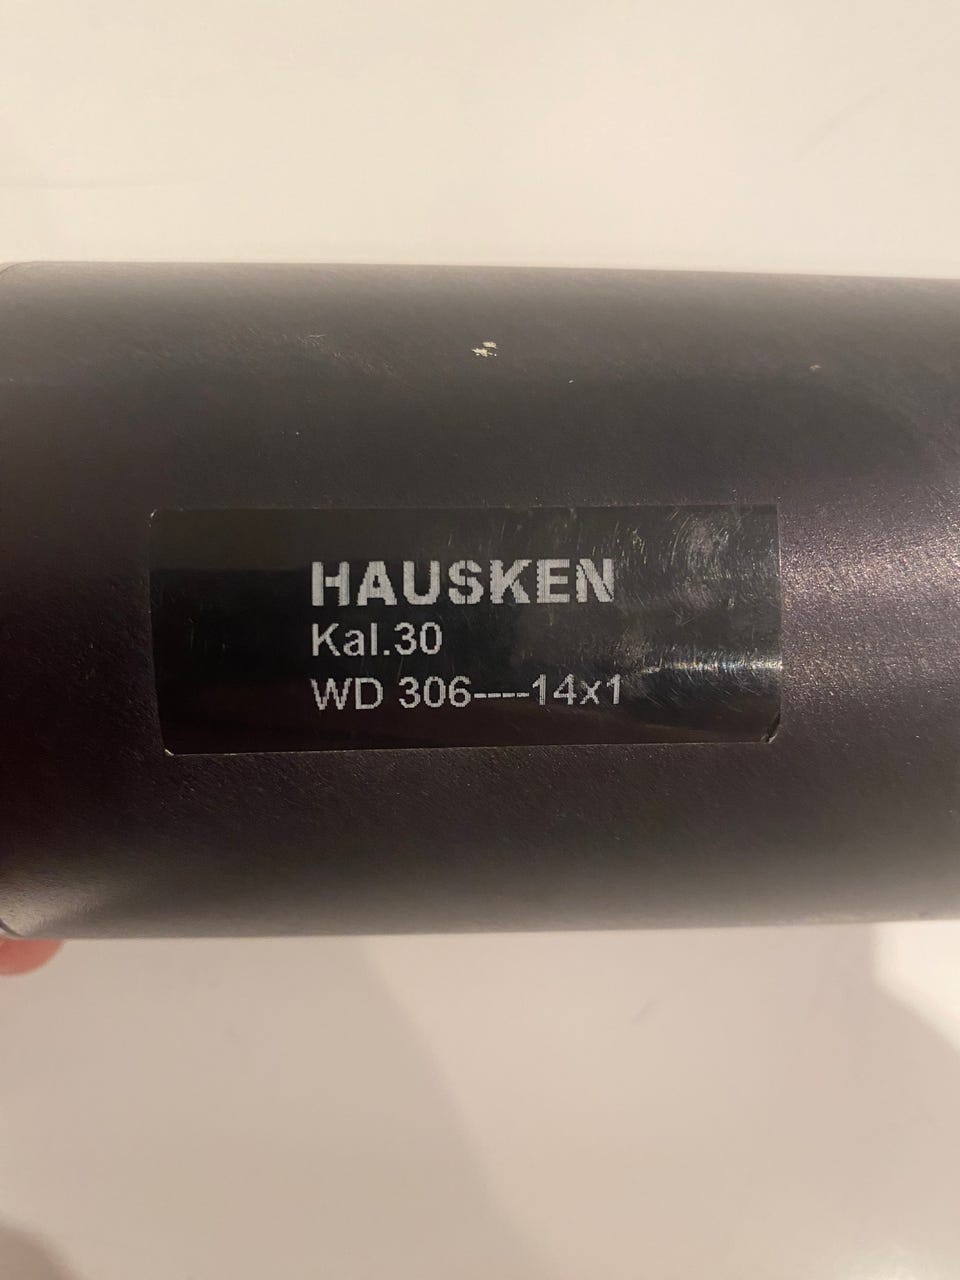 HAUSKEN
Kal.30
WD 306----14x1